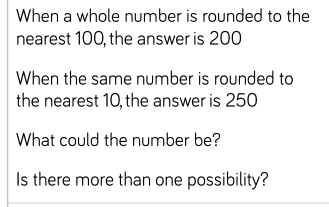 When a whole number is rounded to the
nearest 100, the answer is 200
When the same number is rounded to
the nearest 10, the answer is 250
What could the number be?
Is there more than one possibility?